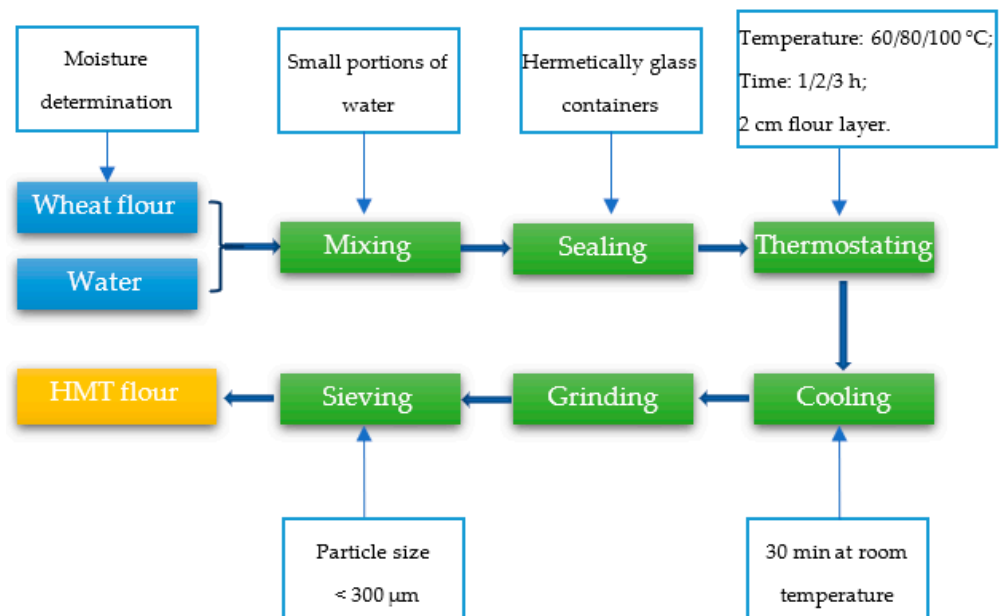 Moisture
determination
Small portions of
water
Hermetically glass
containers
Temperature: 60/80/100 °C;
Time: 1/2/3 h;
2 cm flour layer.
Wheat flour
Water
Mixing
Sealing
Thermostating
HMT flour
Sieving
Grinding
Cooling
Particle size
< 300 µm
30 min at room
temperature